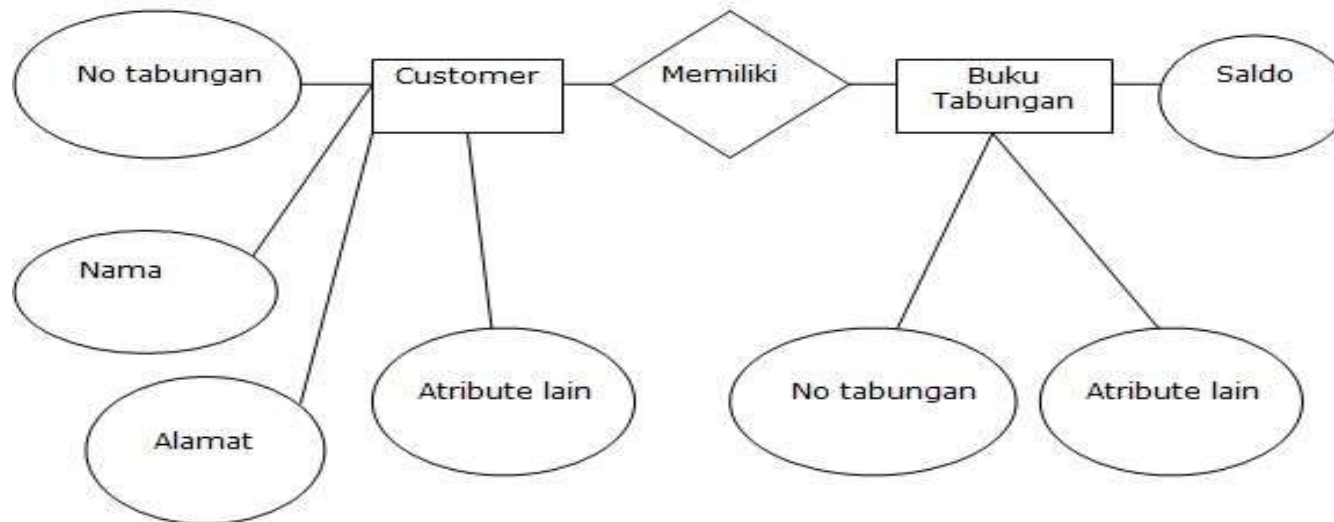 No tabungan
Customer
Memiliki
Buku
Tabungan
Saldo
Nama
Alamat
Atribute lain
No tabungan
Atribute lain